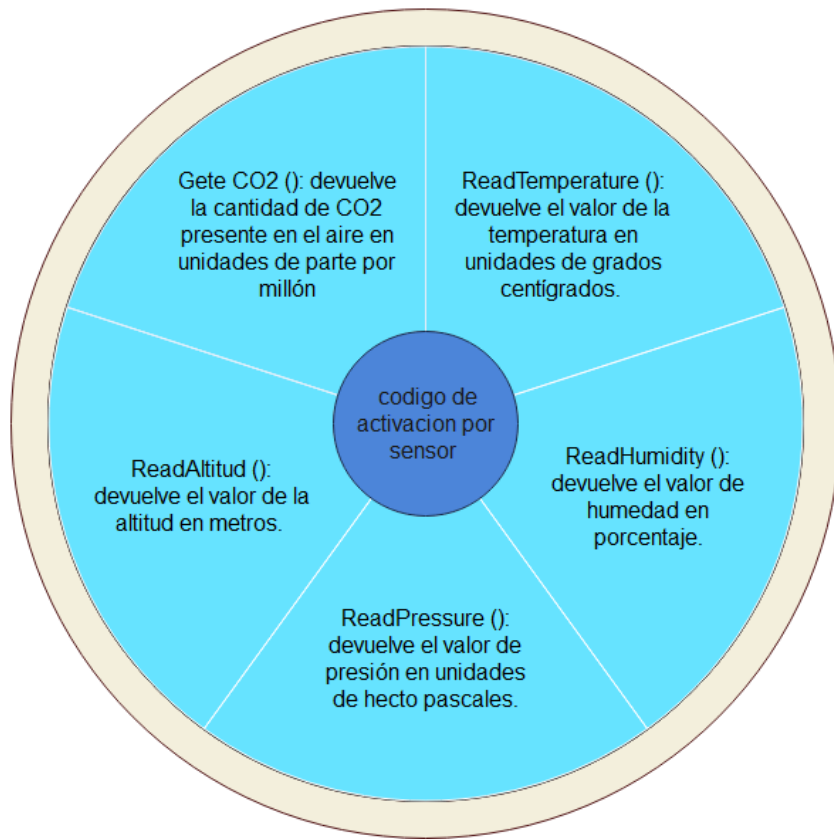 Gete CO2 (): devuelve
la cantidad de CO2
presente en el aire en
unidades de parte por
millón
ReadTemperature ():
devuelve el valor de la
temperatura en
unidades de grados
centígrados.
codigo de
activacion por
sensor
ReadAltitud ():
devuelve el valor de la
altitud en metros.
ReadHumidity ():
devuelve el valor de
humedad en
porcentaje.
ReadPressure ():
devuelve el valor de
presión en unidades
de hecto pascales.